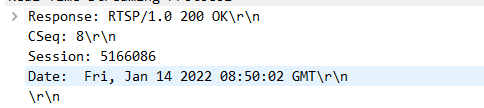 Response: RTSP/1.0 200 OK\r\n
CSeq: 8\r\n
Session: 5166086
Date:  Fri, Jan 14 2022 08:50:02 GMT\r\n
\r\n